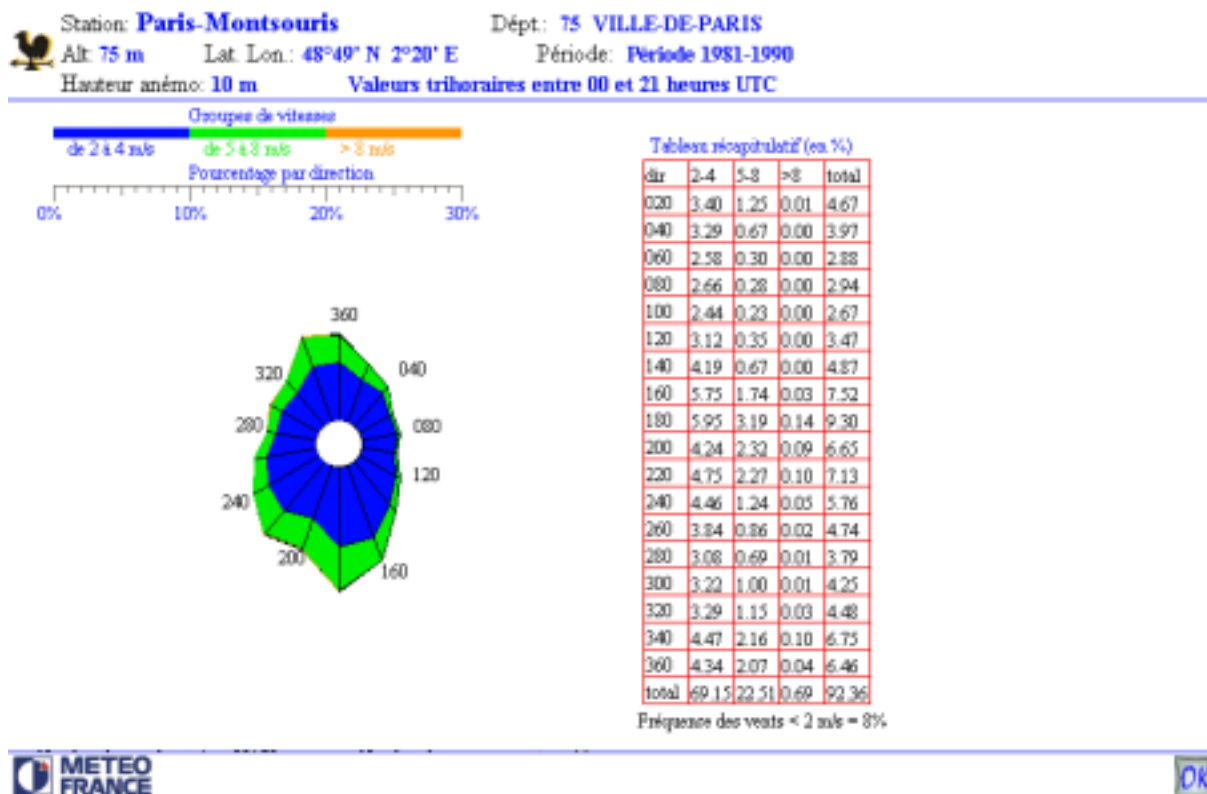 Station: Paris-Montsouris Dépt.: 75 VILLE-DE-PARIS
Alt: 75 m Lat. Lon.: 48°49' N 2°20' E Période: Période 1981-1990
Hauteur anémo: 10 m Valeurs trihoraires entre 00 et 21 heures UTC
Groupes de vitesses
de 2 à 4 m/s de 5 à 8 m/s > 8 m/s
Pourcentage par direction
0% 10% 20% 30%
360
320 040
280 080
120
240
200 160
Tableau récapitulatif (en %)
dir 2-4 5-8 >8 total
020 3.40 1.25 0.01 4.67
040 3.29 0.67 0.00 3.97
060 2.58 0.30 0.00 2.88
080 2.66 0.28 0.00 2.94
100 2.44 0.23 0.00 2.67
120 3.12 0.35 0.00 3.47
140 4.19 0.67 0.00 4.87
160 5.75 1.74 0.03 7.52
180 5.95 3.19 0.14 9.30
200 4.24 2.32 0.09 6.65
220 4.75 2.27 0.10 7.13
240 4.46 1.24 0.05 5.76
260 3.84 0.86 0.02 4.74
280 3.08 0.69 0.01 3.79
300 3.22 1.00 0.01 4.25
320 3.29 1.15 0.03 4.48
340 4.47 2.16 0.10 6.75
360 4.34 2.07 0.04 6.46
total 69.15 22.51 0.69 92.36
Fréquence des vents < 2 m/s = 8%
METEO
FRANCE
OK